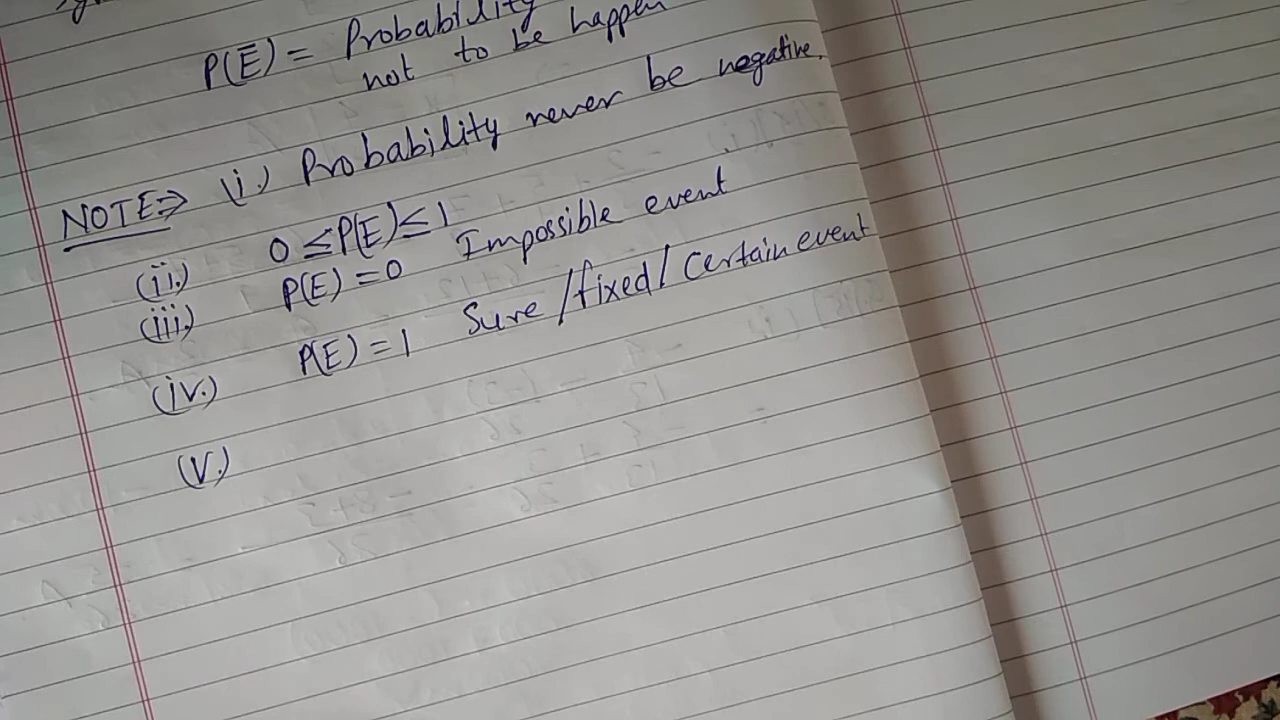 P(E̅) = Probability
not to be happen
NOTE⇒ (i.) Probability never be negative.
(ii.) 0 ≤ P(E) ≤ 1
(iii.) P(E) = 0 Impossible event
(iv.) P(E) = 1 Sure / fixed / certain event
(v.)